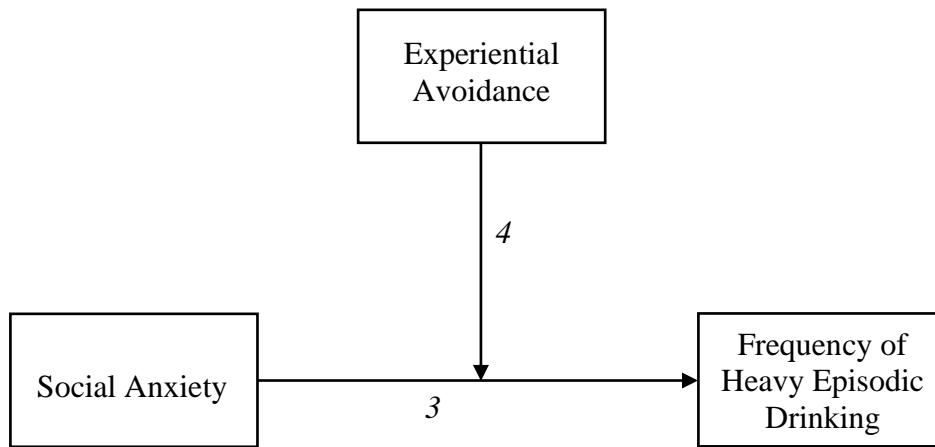 Experiential
Avoidance
4
Social Anxiety
3
Frequency of
Heavy Episodic
Drinking